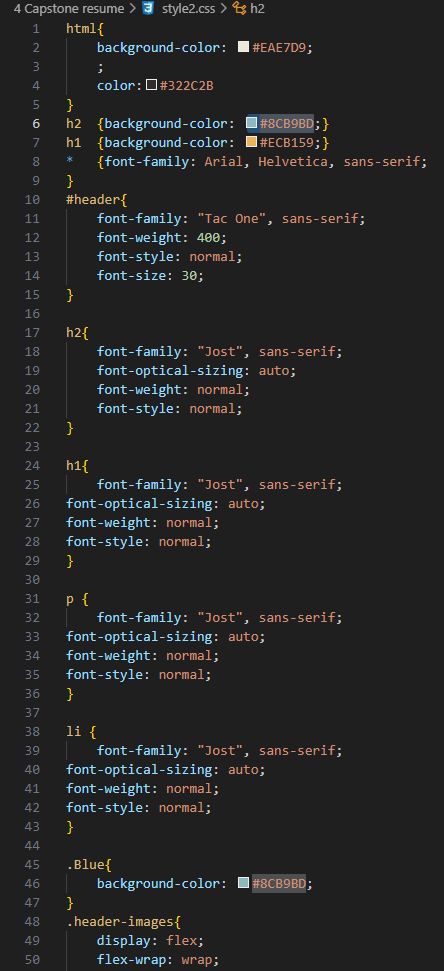 4 Capstone resume > style2.css > h2
1 html{
2 background-color: #EAE7D9;
3 ;
4 color: #322C2B
5 }
6 h2 {background-color: #8CB9BD;}
7 h1 {background-color: #ECB159;}
8 * {font-family: Arial, Helvetica, sans-serif;
9 }
10 #header{
11 font-family: "Tac One", sans-serif;
12 font-weight: 400;
13 font-style: normal;
14 font-size: 30;
15 }
16
17 h2{
18 font-family: "Jost", sans-serif;
19 font-optical-sizing: auto;
20 font-weight: normal;
21 font-style: normal;
22 }
23
24 h1{
25 font-family: "Jost", sans-serif;
26 font-optical-sizing: auto;
27 font-weight: normal;
28 font-style: normal;
29 }
30
31 p {
32 font-family: "Jost", sans-serif;
33 font-optical-sizing: auto;
34 font-weight: normal;
35 font-style: normal;
36 }
37
38 li {
39 font-family: "Jost", sans-serif;
40 font-optical-sizing: auto;
41 font-weight: normal;
42 font-style: normal;
43 }
44
45 .Blue{
46 background-color: #8CB9BD;
47 }
48 .header-images{
49 display: flex;
50 flex-wrap: wrap;